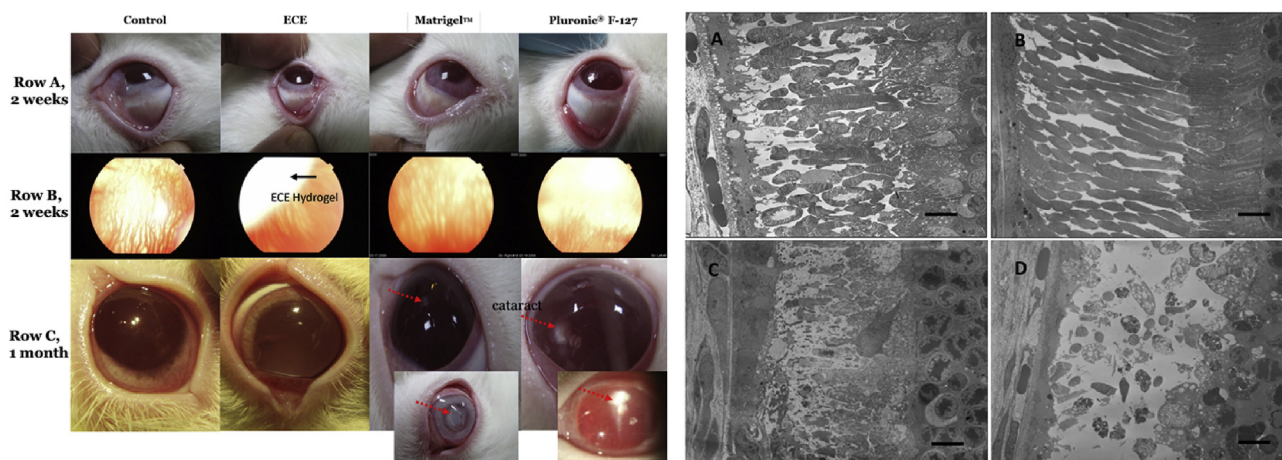 Control ECE Matrigel™ Pluronic® F-127
Row A,
2 weeks
Row B,
2 weeks
ECE Hydrogel
Row C,
1 month
cataract
A
B
C
D